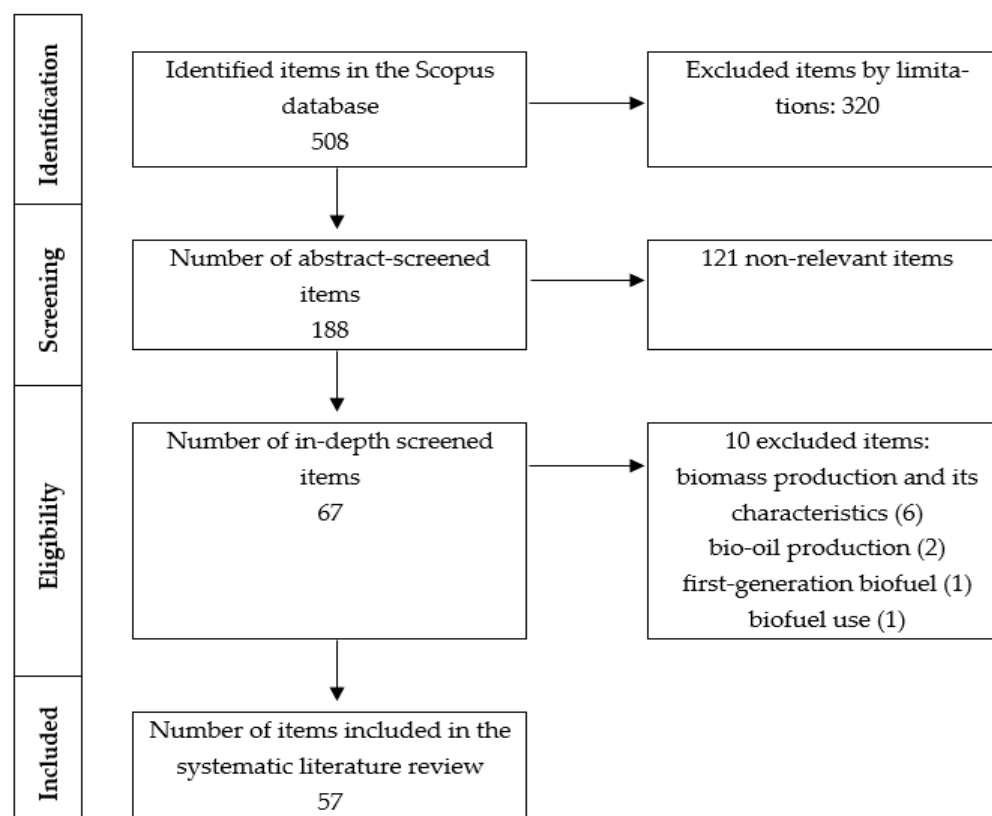 Identification
Identified items in the Scopus
database
508
Excluded items by limita-
tions: 320
Screening
Number of abstract-screened
items
188
121 non-relevant items
Eligibility
Number of in-depth screened
items
67
10 excluded items:
biomass production and its
characteristics (6)
bio-oil production (2)
first-generation biofuel (1)
biofuel use (1)
Included
Number of items included in the
systematic literature review
57